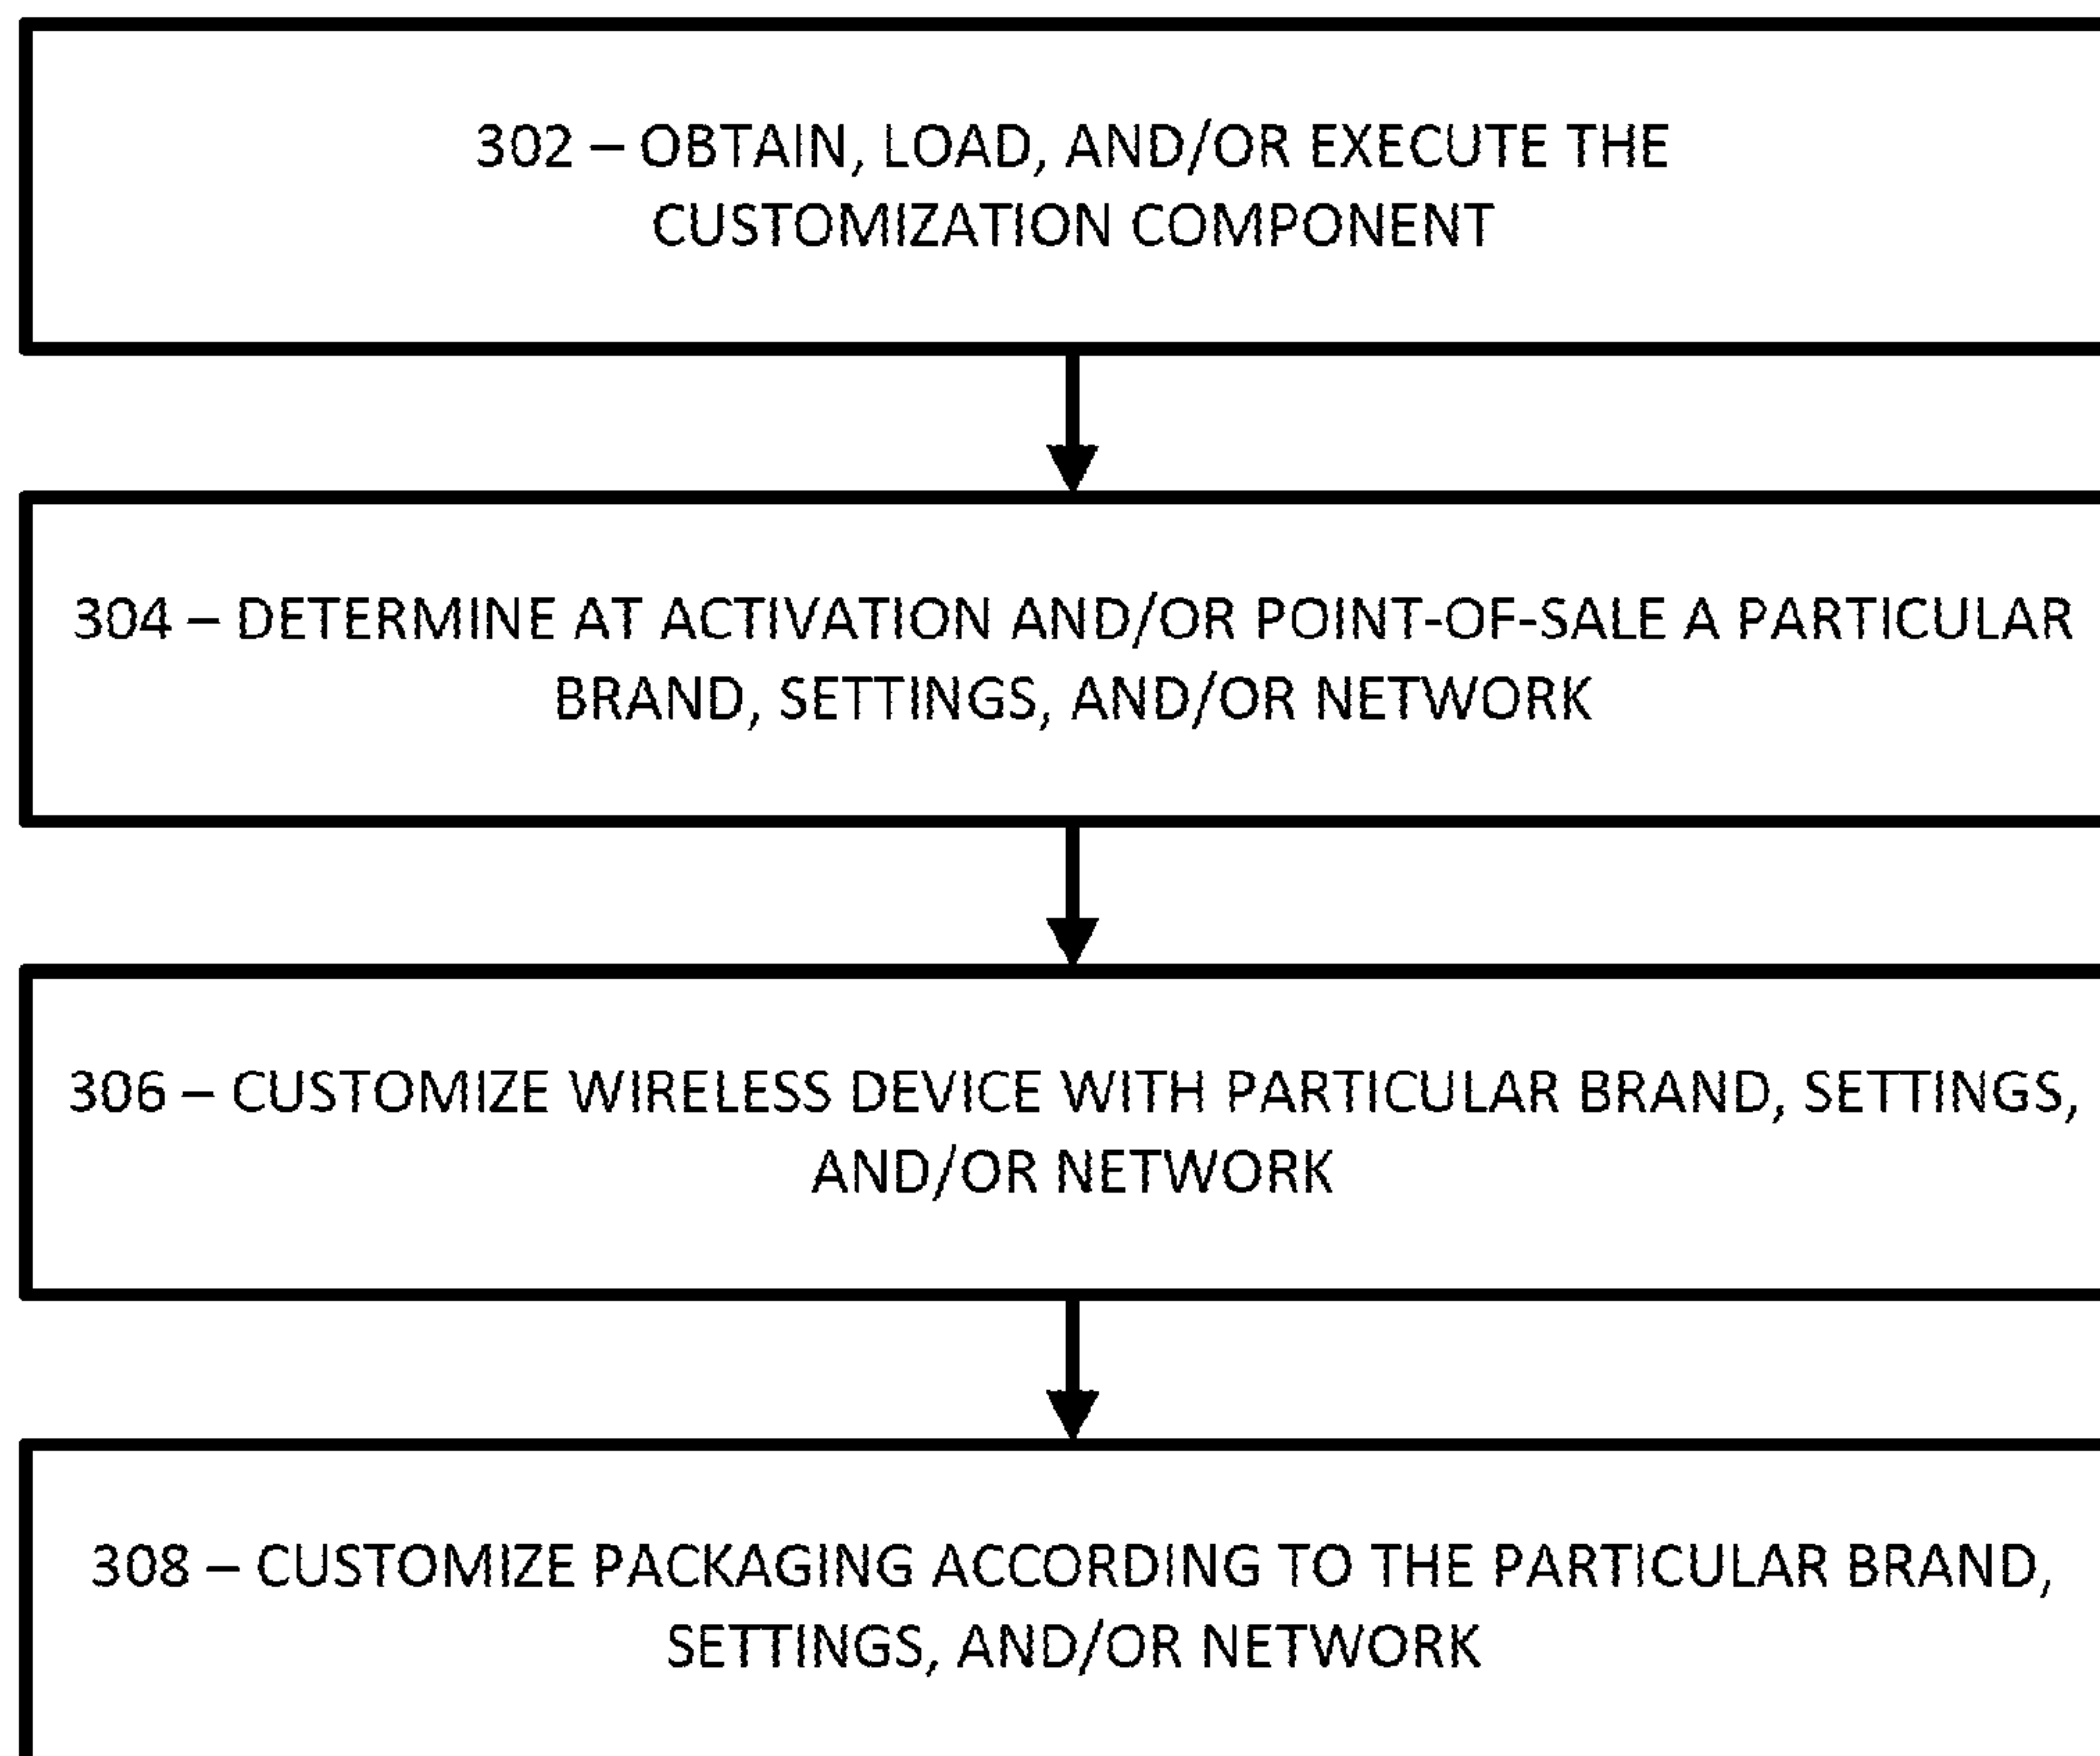 302 – OBTAIN, LOAD, AND/OR EXECUTE THE
CUSTOMIZATION COMPONENT
304 – DETERMINE AT ACTIVATION AND/OR POINT-OF-SALE A PARTICULAR
BRAND, SETTINGS, AND/OR NETWORK
306 – CUSTOMIZE WIRELESS DEVICE WITH PARTICULAR BRAND, SETTINGS,
AND/OR NETWORK
308 – CUSTOMIZE PACKAGING ACCORDING TO THE PARTICULAR BRAND,
SETTINGS, AND/OR NETWORK